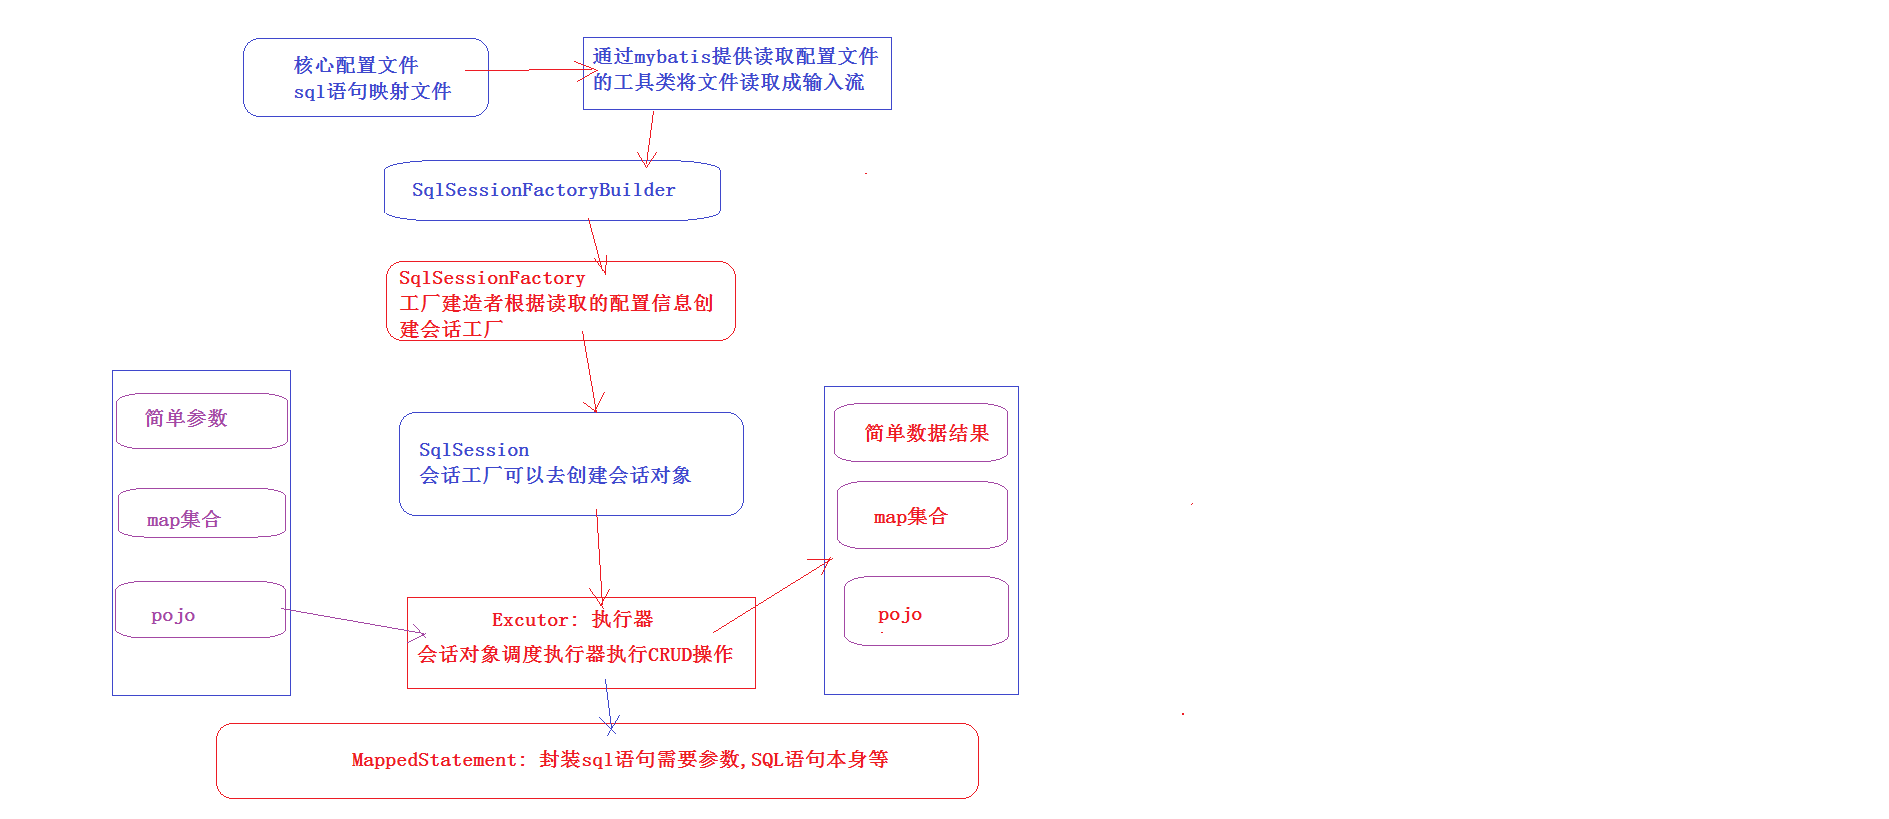 核心配置文件
sql语句映射文件
通过mybatis提供读取配置文件
的工具类将文件读取成输入流
SqlSessionFactoryBuilder
SqlSessionFactory
工厂建造者根据读取的配置信息创
建会话工厂
简单参数
map集合
pojo
SqlSession
会话工厂可以去创建会话对象
简单数据结果
map集合
pojo
Excutor: 执行器
会话对象调度执行器执行CRUD操作
MappedStatement: 封装sql语句需要参数,SQL语句本身等